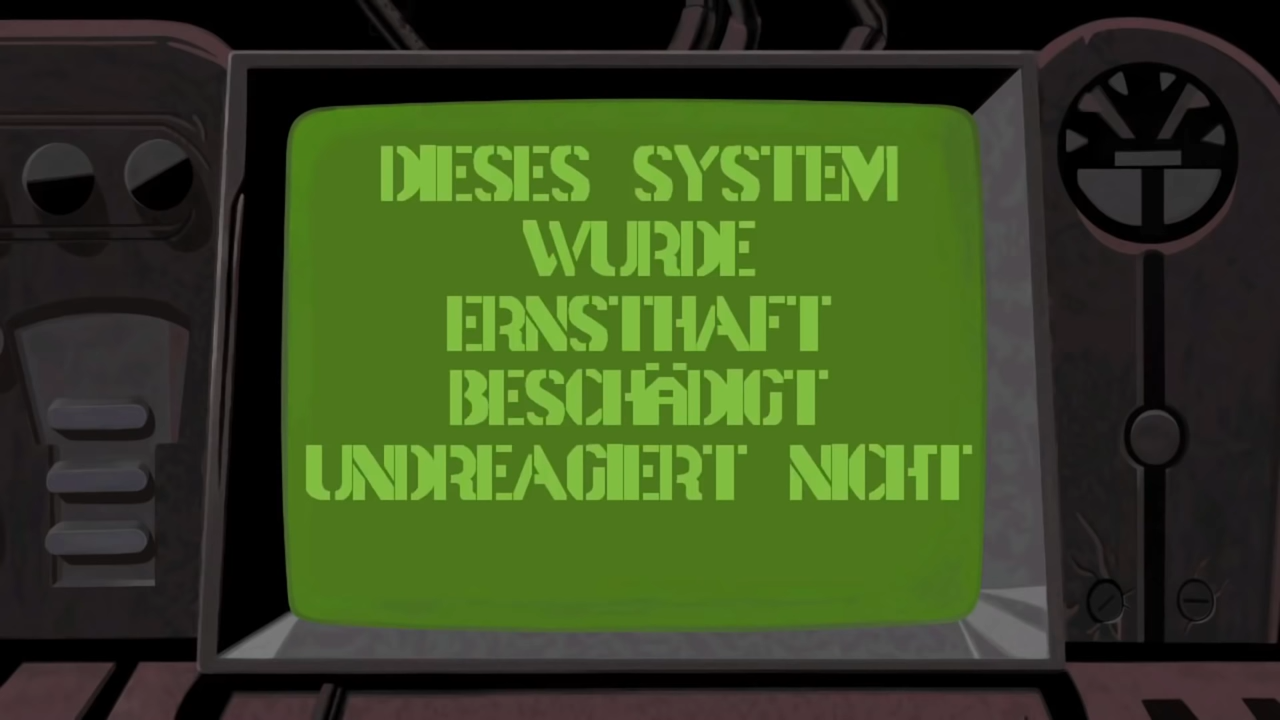 DIESES SYSTEM
WURDE
ERNSTHAFT
BESCHÄDIGT
UNDREAGIERT NICHT